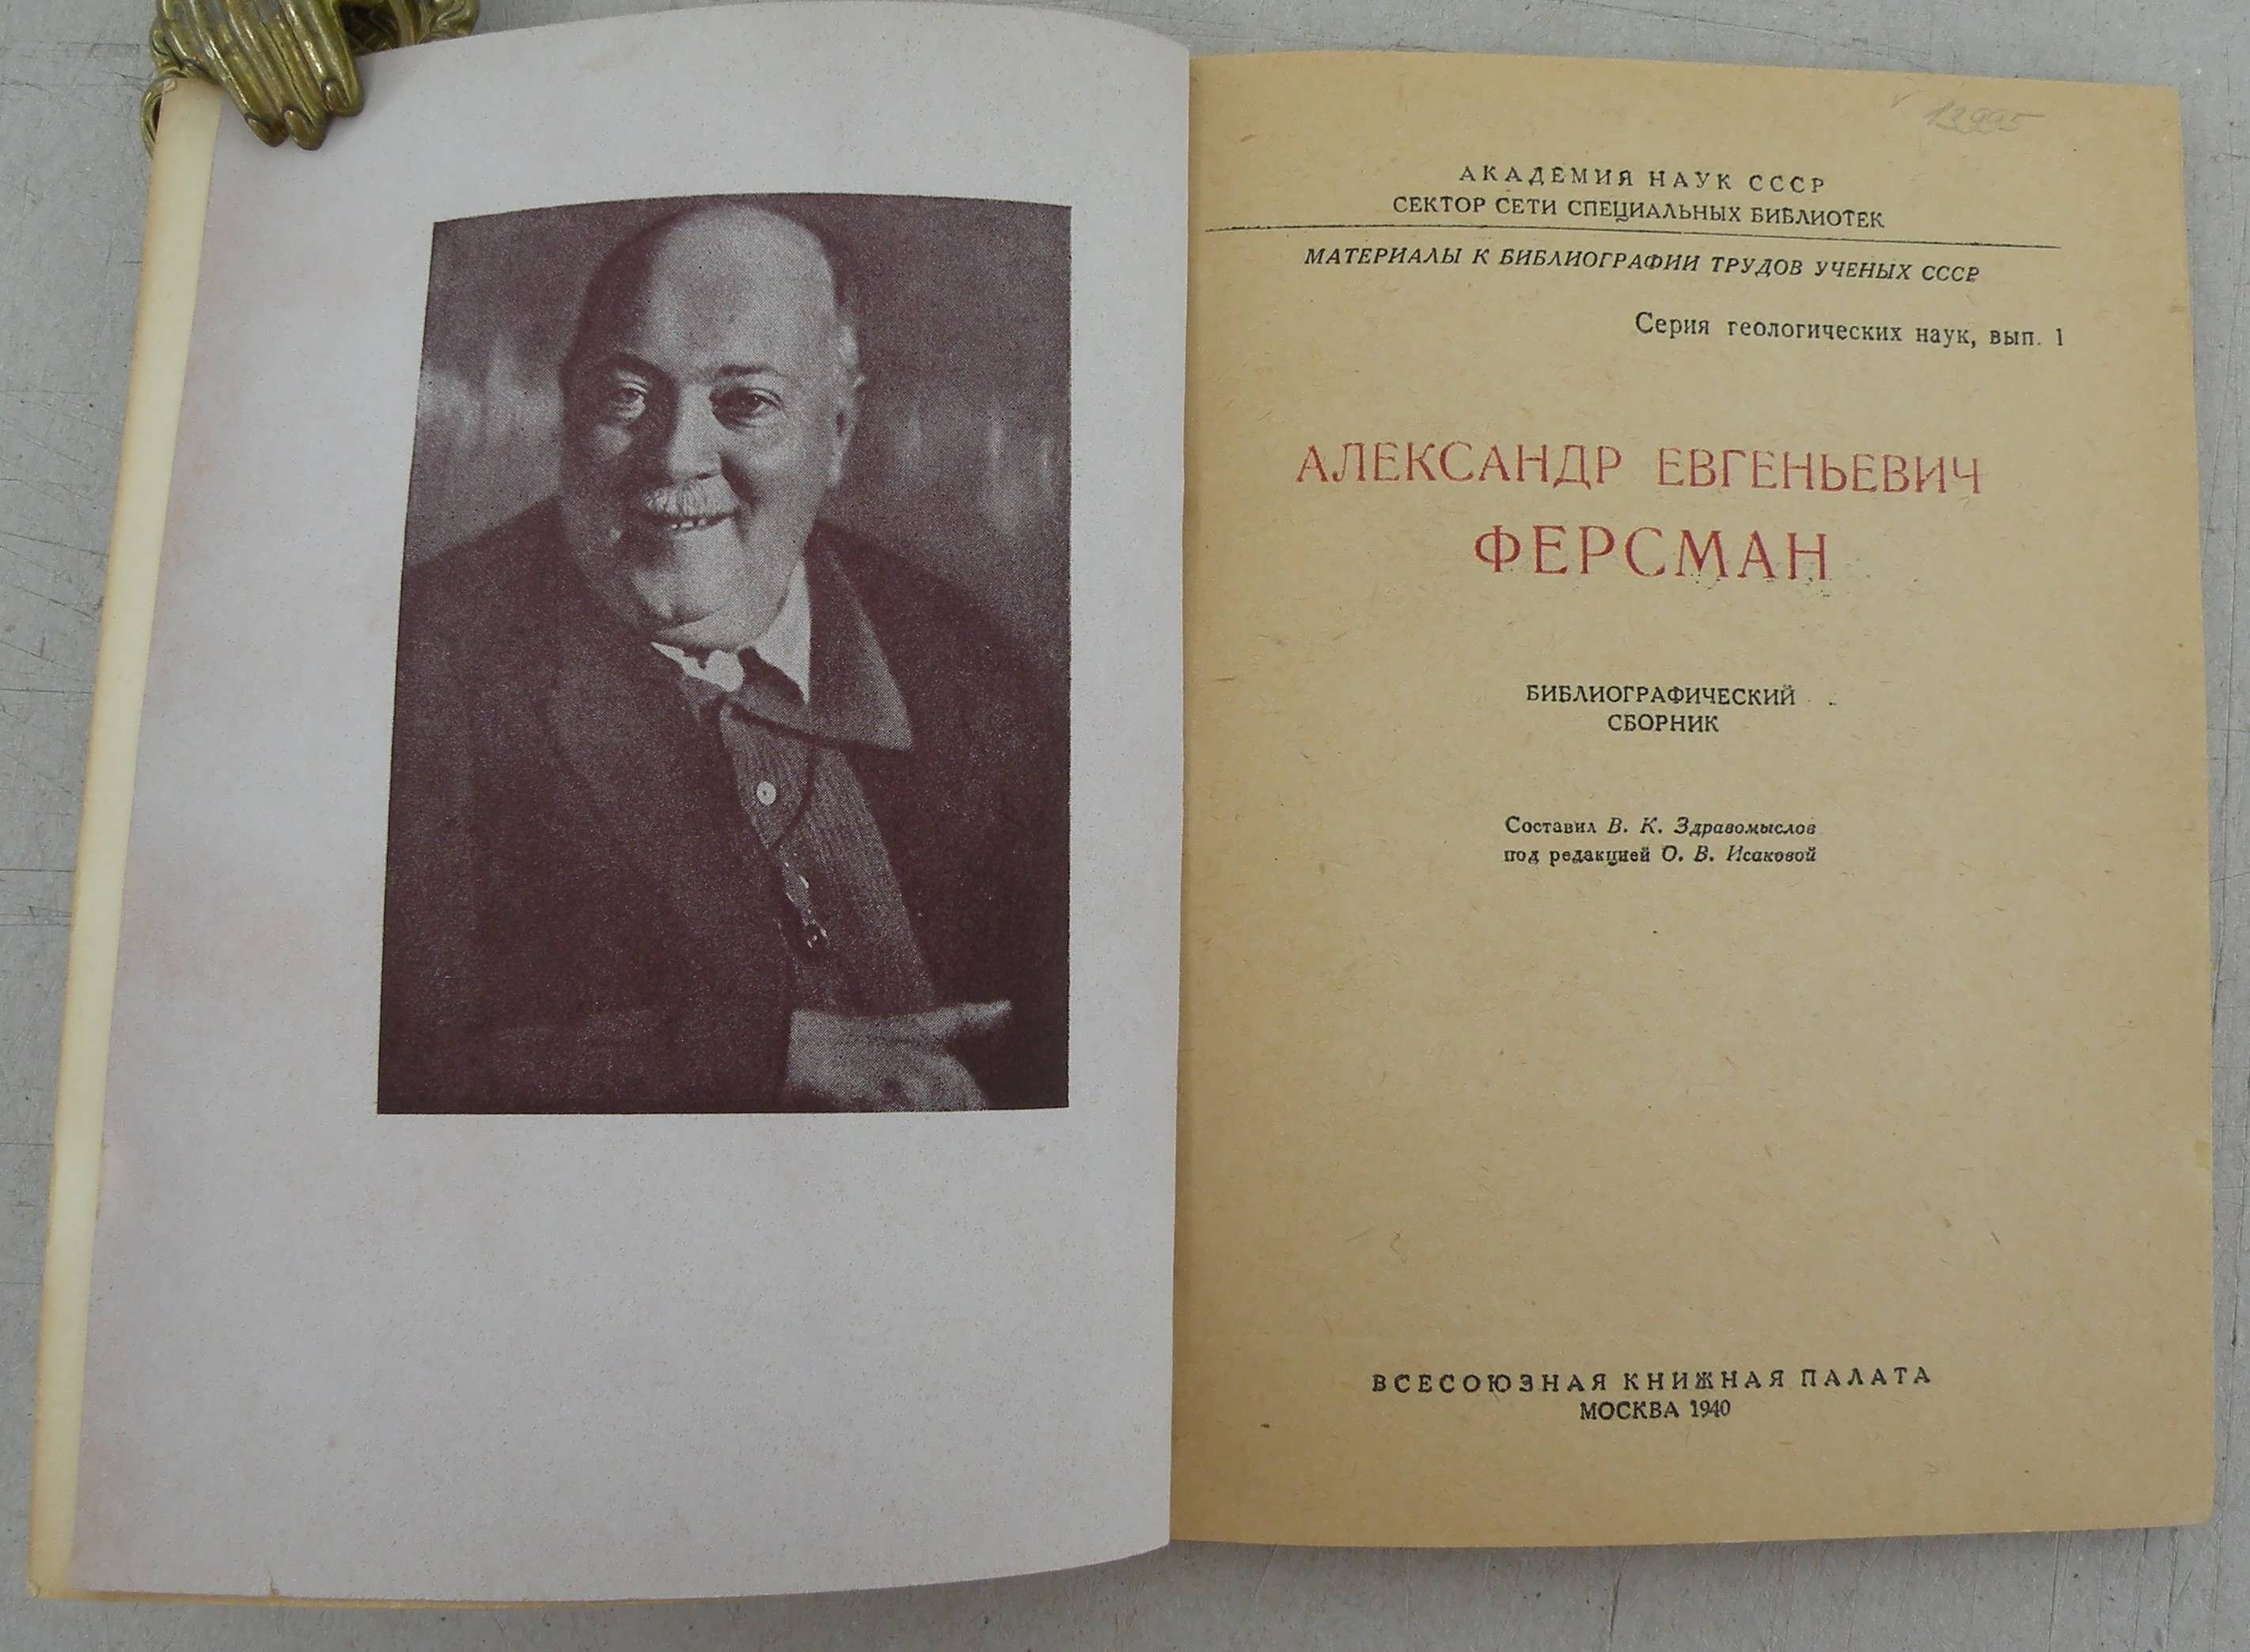 13995
АКАДЕМИЯ НАУК СССР
СЕКТОР СЕТИ СПЕЦИАЛЬНЫХ БИБЛИОТЕК
МАТЕРИАЛЫ К БИБЛИОГРАФИИ ТРУДОВ УЧЕНЫХ СССР
Серия геологических наук, вып. 1
АЛЕКСАНДР ЕВГЕНЬЕВИЧ
ФЕРСМАН
БИБЛИОГРАФИЧЕСКИЙ
СБОРНИК
Составил В. К. Здравомыслов
под редакцией О. В. Исаковой
ВСЕСОЮЗНАЯ КНИЖНАЯ ПАЛАТА
МОСКВА 1940